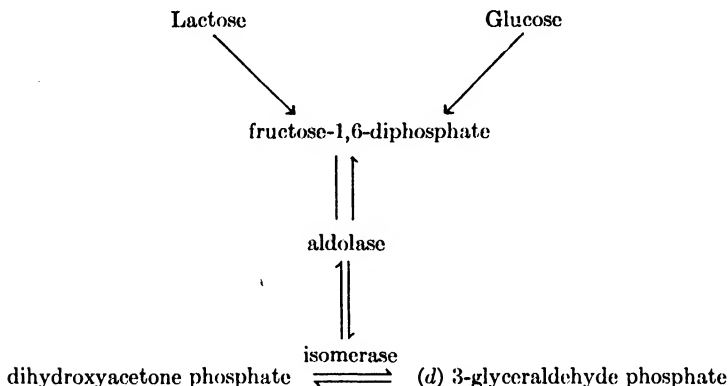 Lactose Glucose
fructose-1,6-diphosphate
aldolase
isomerase
dihydroxyacetone phosphate (d) 3-glyceraldehyde phosphate